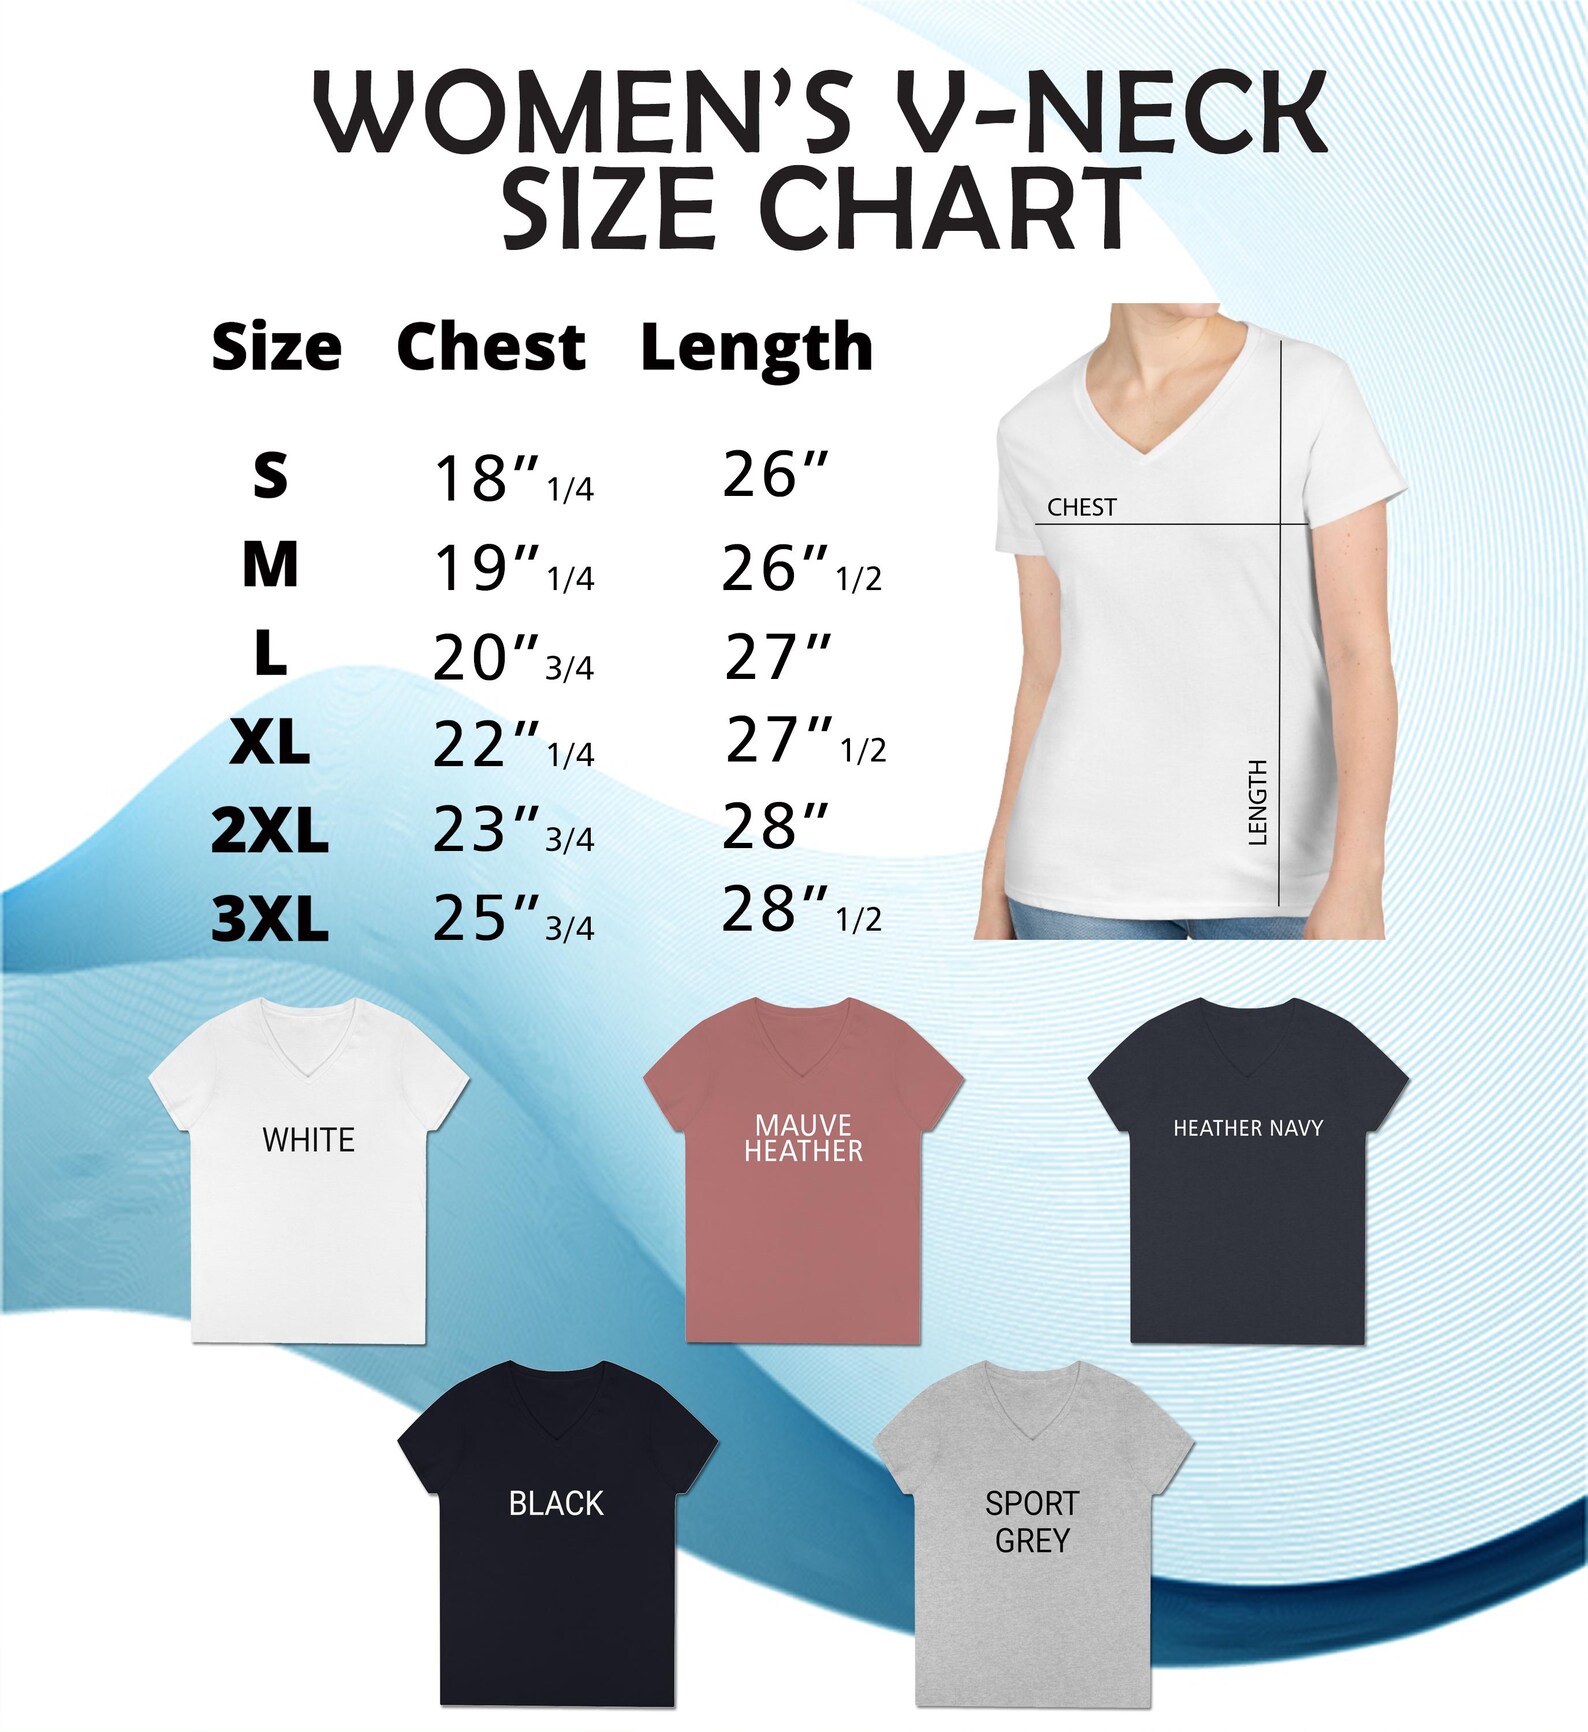 WOMEN'S V-NECK
SIZE CHART
Size Chest Length
S 18" 1/4 26"
M 19" 1/4 26" 1/2
L 20" 3/4 27"
XL 22" 1/4 27" 1/2
2XL 23" 3/4 28"
3XL 25" 3/4 28" 1/2
CHEST
LENGTH
WHITE
MAUVE
HEATHER
HEATHER NAVY
BLACK
SPORT
GREY